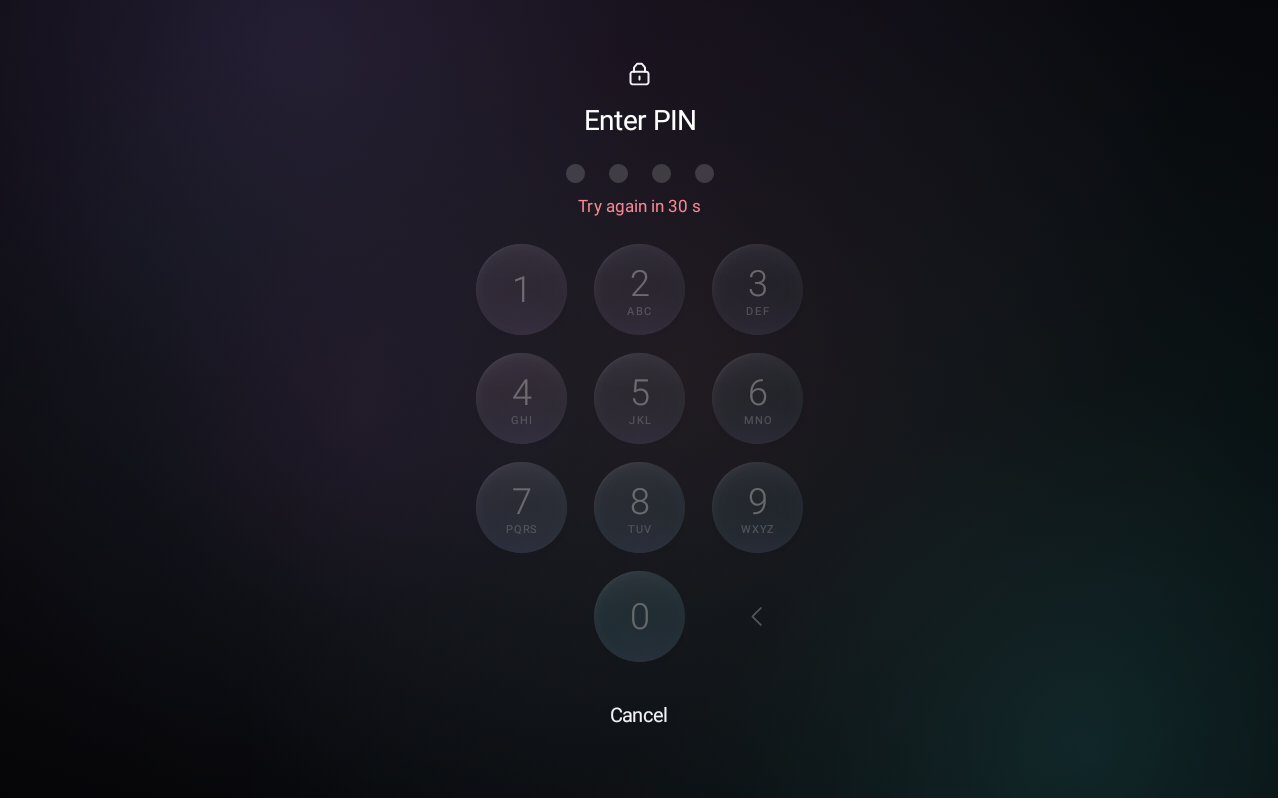 Enter PIN
Try again in 30 s
1
2
ABC
3
DEF
4
GHI
5
JKL
6
MNO
7
PQRS
8
TUV
9
WXYZ
0
Cancel